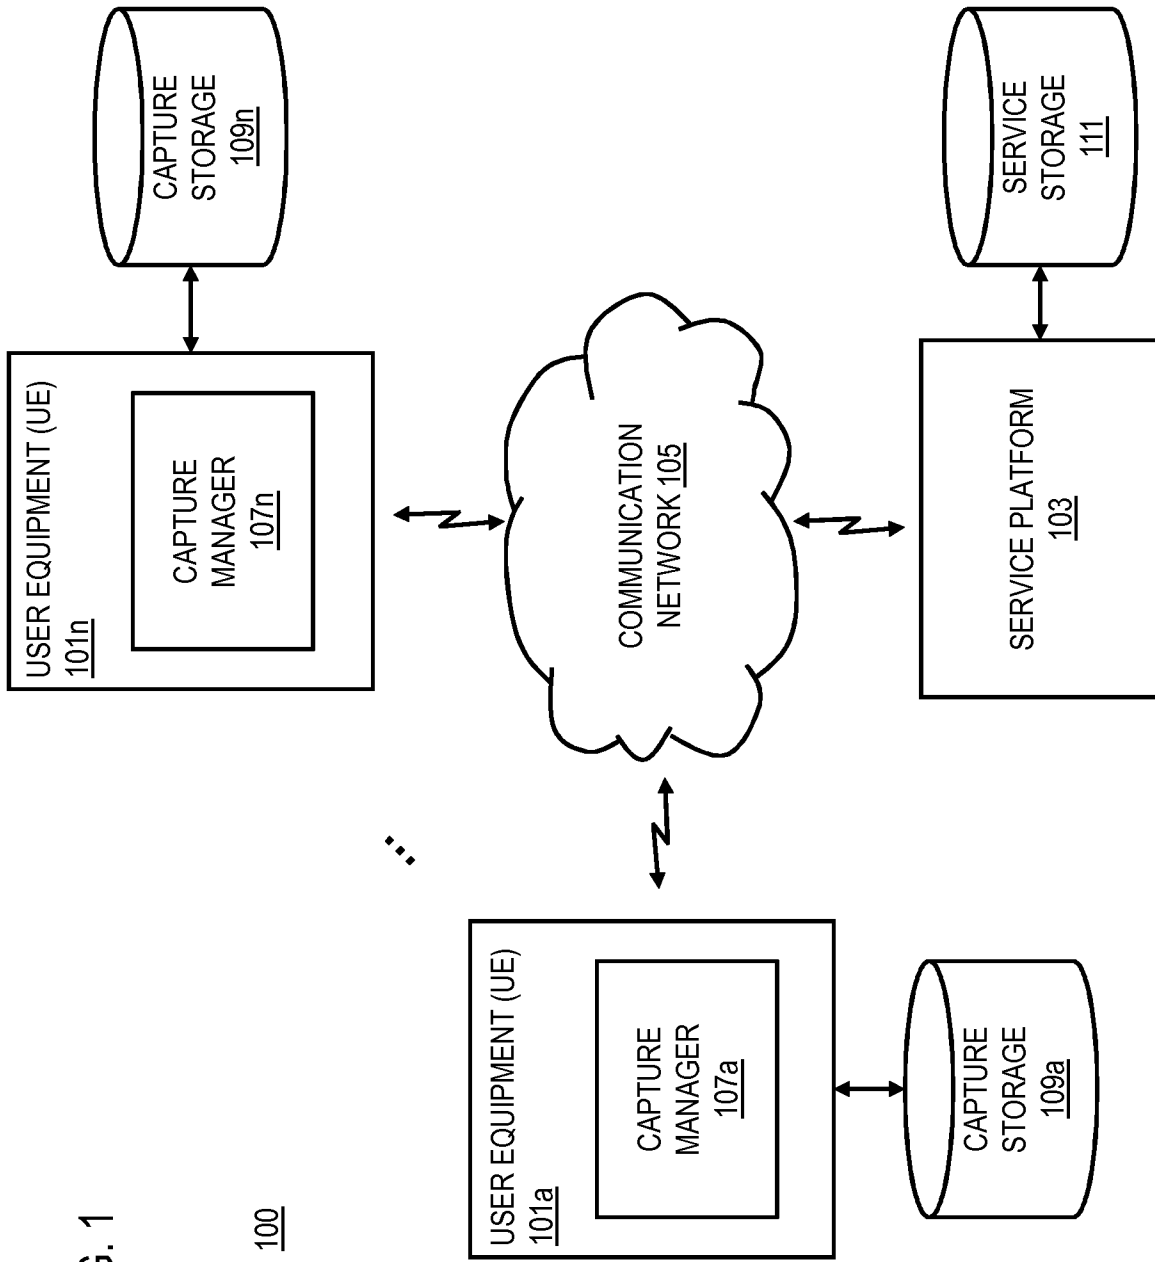 G. 1
100
USER EQUIPMENT (UE)
101n
CAPTURE
MANAGER
107n
CAPTURE
STORAGE
109n
...
USER EQUIPMENT (UE)
101a
CAPTURE
MANAGER
107a
COMMUNICATION
NETWORK 105
CAPTURE
STORAGE
109a
SERVICE PLATFORM
103
SERVICE
STORAGE
111